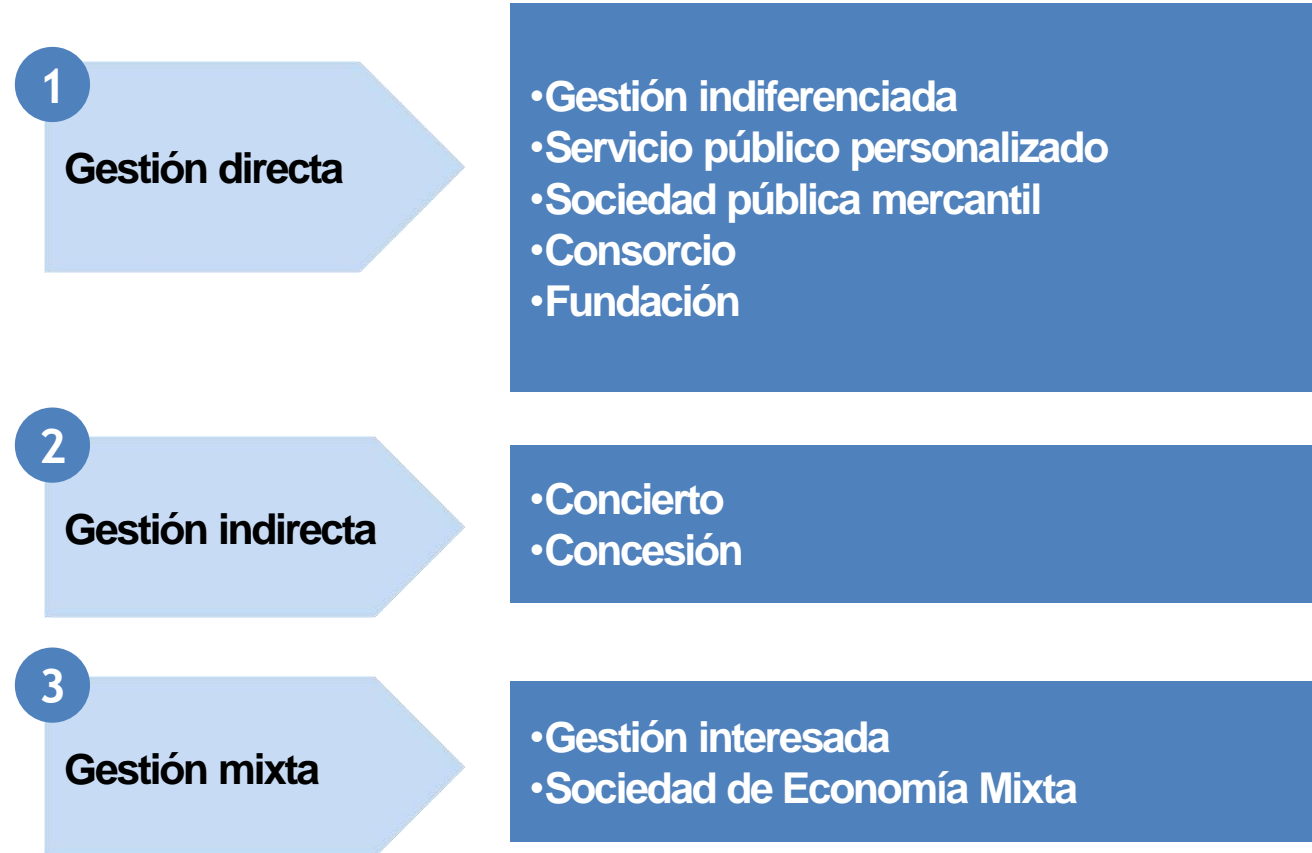 1
Gestión directa
•Gestión indiferenciada
•Servicio público personalizado
•Sociedad pública mercantil
•Consorcio
•Fundación
2
Gestión indirecta
•Concierto
•Concesión
3
Gestión mixta
•Gestión interesada
•Sociedad de Economía Mixta